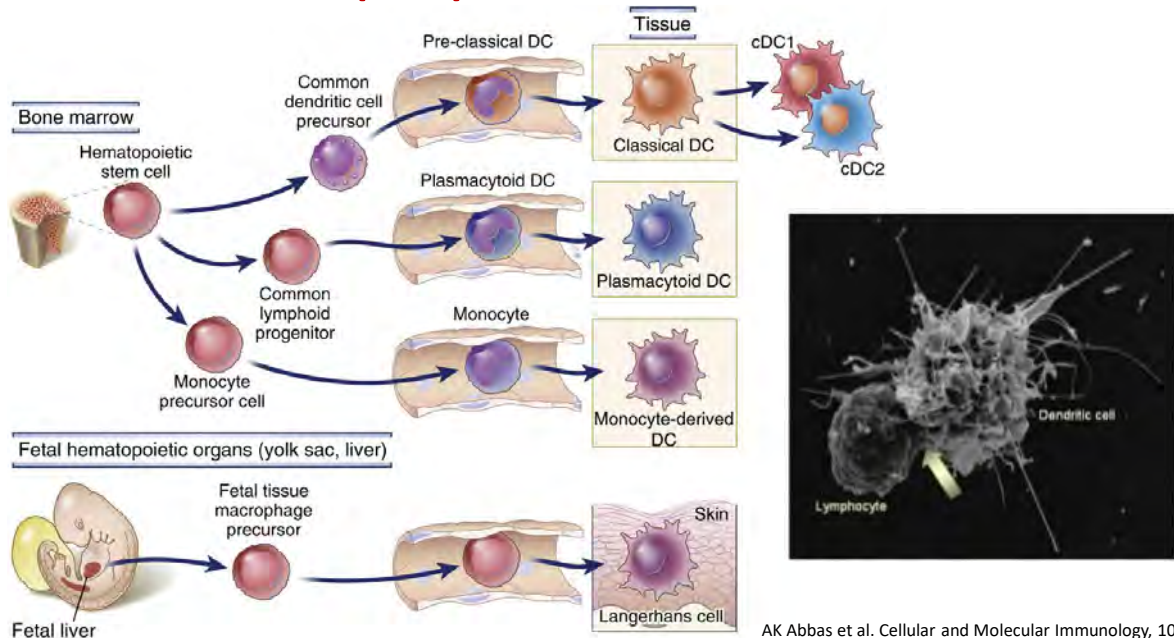 Tissue
Pre-classical DC
cDC1
Common
dendritic cell
precursor
Bone marrow
Hematopoietic
stem cell
Classical DC
cDC2
Plasmacytoid DC
Plasmacytoid DC
Common
lymphoid
progenitor
Monocyte
Monocyte
precursor cell
Monocyte-derived
DC
Dendritic cell
Lymphocyte
Fetal hematopoietic organs (yolk sac, liver)
Fetal tissue
macrophage
precursor
Skin
Langerhans cell
Fetal liver
AK Abbas et al. Cellular and Molecular Immunology, 10